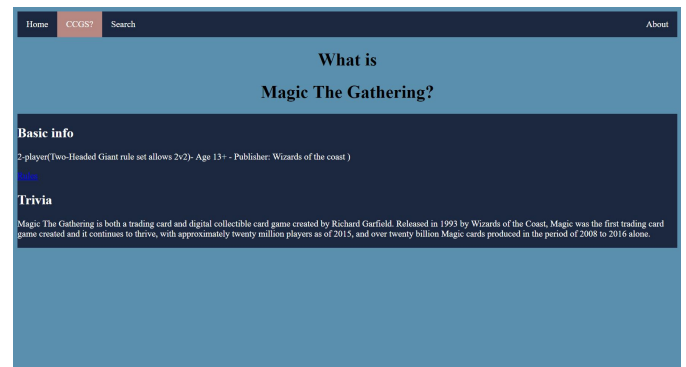 Home CCGS? Search About
What is
Magic The Gathering?
Basic info
2-player(Two-Headed Giant rule set allows 2v2)- Age 13+ - Publisher: Wizards of the coast )
Trivia
Magic The Gathering is both a trading card and digital collectible card game created by Richard Garfield. Released in 1993 by Wizards of the Coast, Magic was the first trading card
game created and it continues to thrive, with approximately twenty million players as of 2015, and over twenty billion Magic cards produced in the period of 2008 to 2016 alone.